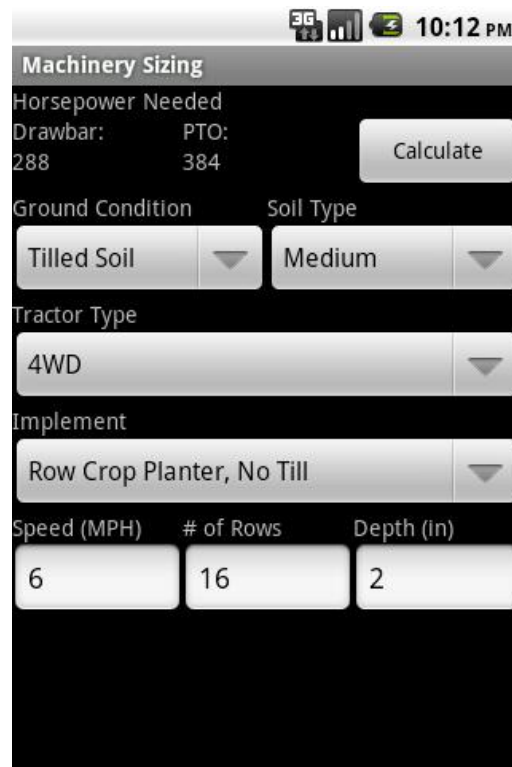 3G 10:12 PM
Machinery Sizing
Horsepower Needed
Drawbar: PTO:
288 384
Calculate
Ground Condition Soil Type
Tilled Soil Medium
Tractor Type
4WD
Implement
Row Crop Planter, No Till
Speed (MPH) # of Rows Depth (in)
6 16 2